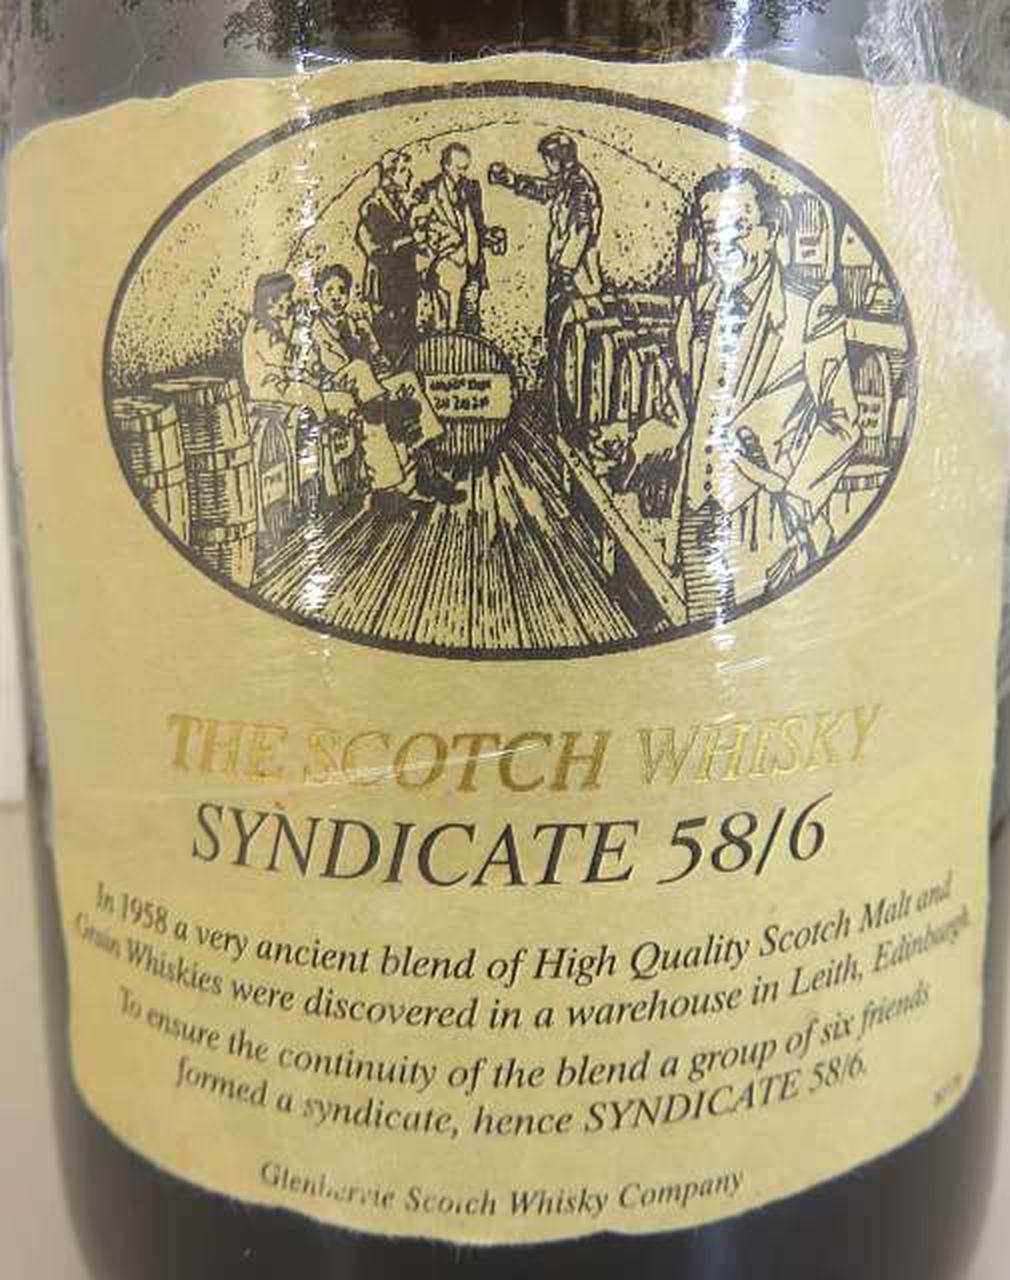 THE SCOTCH WHISKY
SYNDICATE 58/6
In 1958 a very ancient blend of High Quality Scotch Malt and
Grain Whiskies were discovered in a warehouse in Leith, Edinburgh.
To ensure the continuity of the blend a group of six friends
formed a syndicate, hence SYNDICATE 58/6.
Glenbervie Scotch Whisky Company